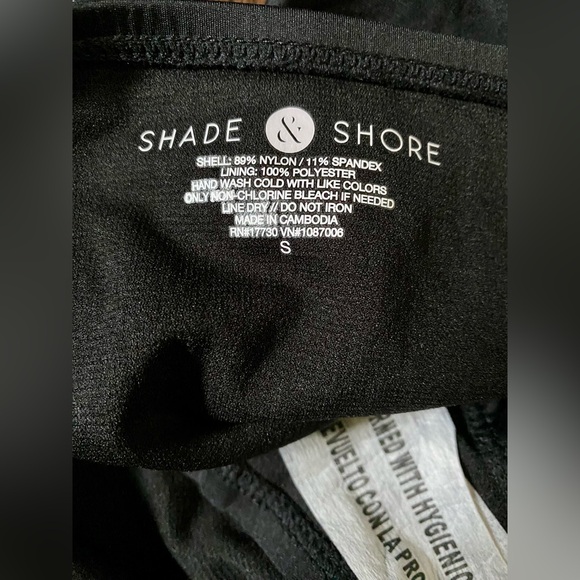 SHADE & SHORE
SHELL: 89% NYLON / 11% SPANDEX
LINING: 100% POLYESTER
HAND WASH COLD WITH LIKE COLORS
ONLY NON-CHLORINE BLEACH IF NEEDED
LINE DRY // DO NOT IRON
MADE IN CAMBODIA
RN#17730 VN#1087006
S
RNED WITH HYGIENIC
EVUELTO CON LA PRO